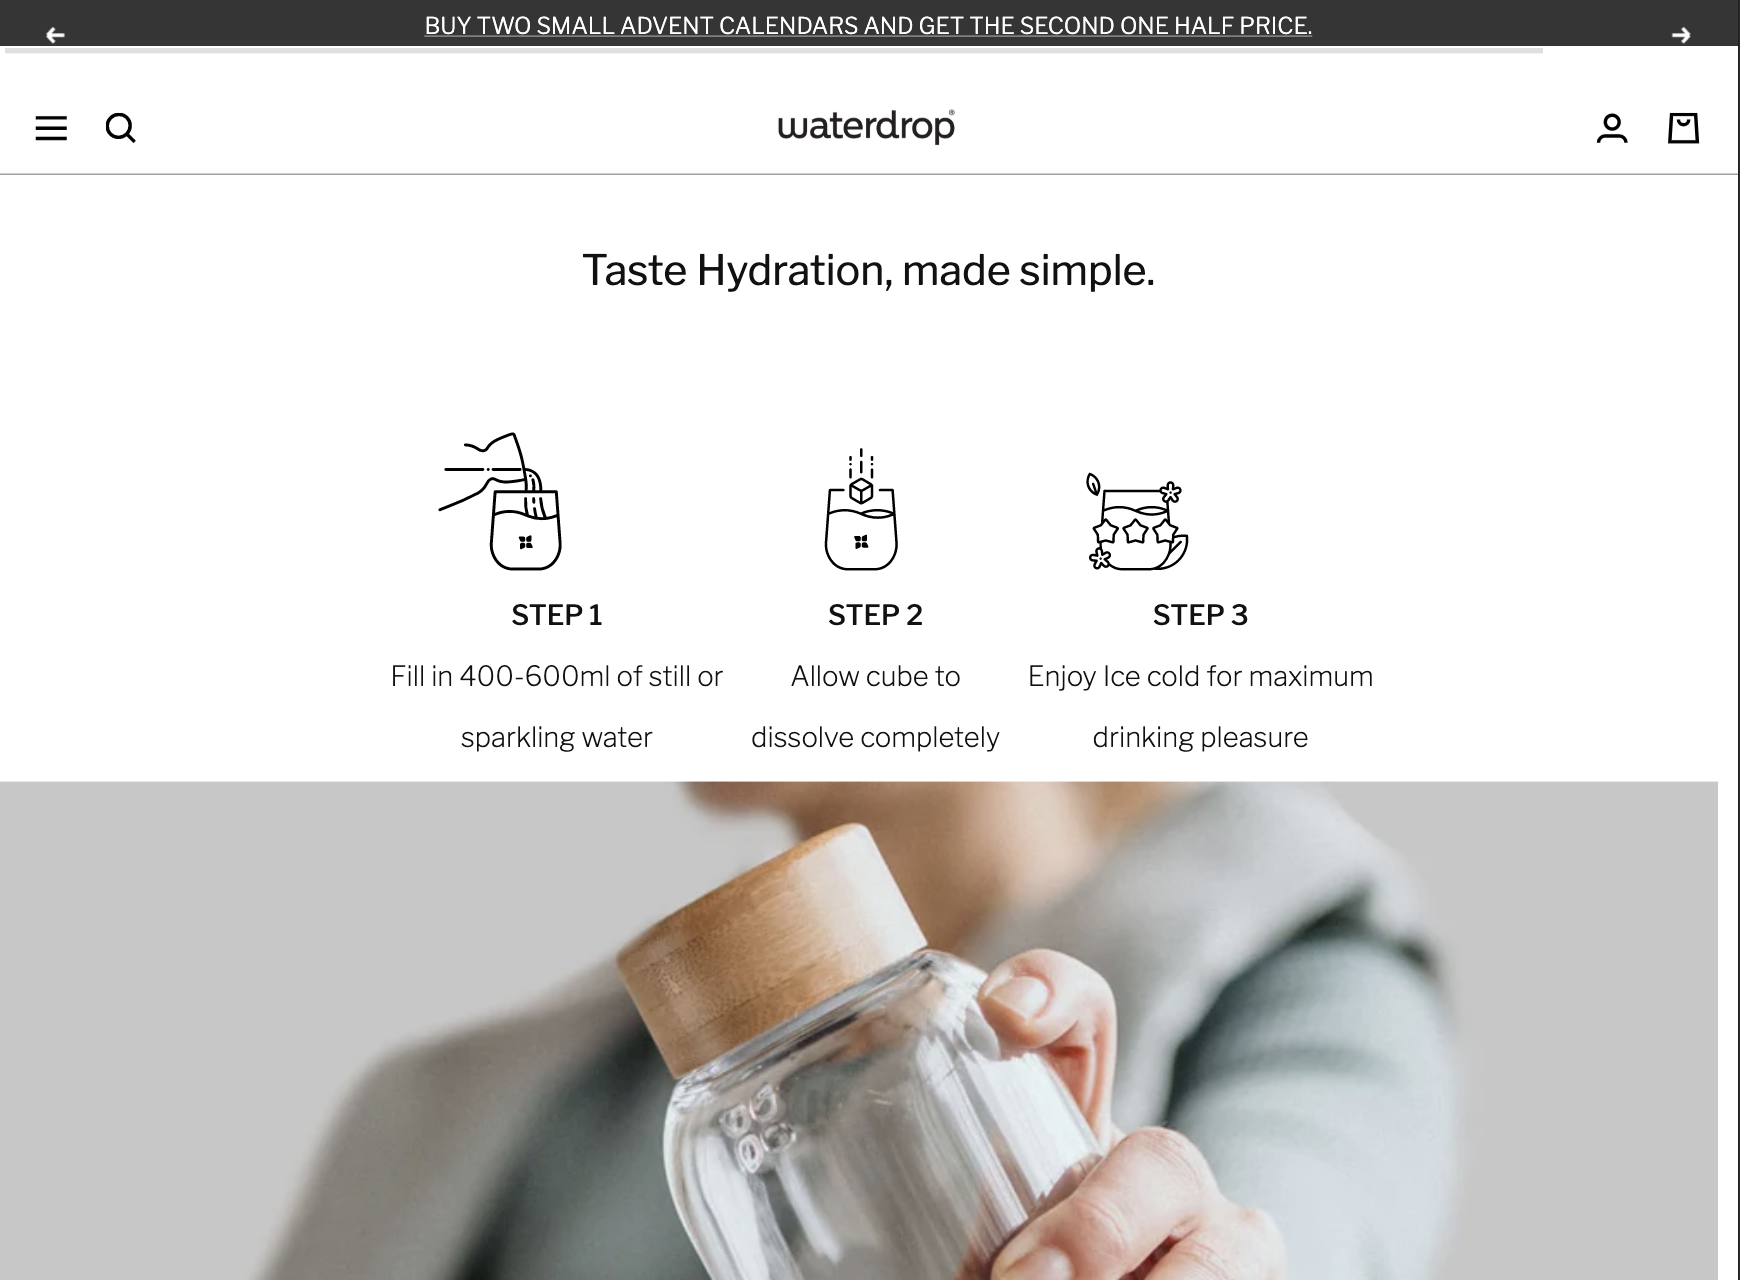 BUY TWO SMALL ADVENT CALENDARS AND GET THE SECOND ONE HALF PRICE.
waterdrop®
Taste Hydration, made simple.
STEP 1
Fill in 400-600ml of still or
sparkling water
STEP 2
Allow cube to
dissolve completely
STEP 3
Enjoy Ice cold for maximum
drinking pleasure